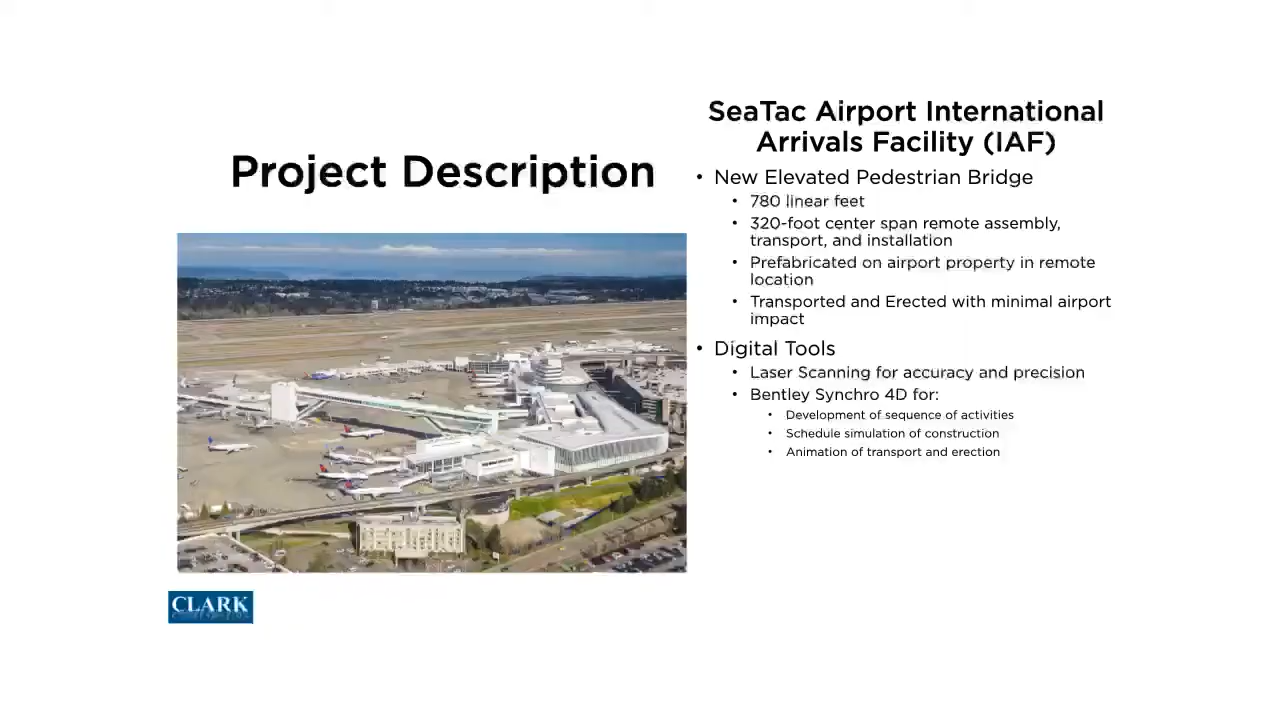 Project Description
SeaTac Airport International
Arrivals Facility (IAF)
• New Elevated Pedestrian Bridge
• 780 linear feet
• 320-foot center span remote assembly,
transport, and installation
• Prefabricated on airport property in remote
location
• Transported and Erected with minimal airport
impact
• Digital Tools
• Laser Scanning for accuracy and precision
• Bentley Synchro 4D for:
• Development of sequence of activities
• Schedule simulation of construction
• Animation of transport and erection
CLARK